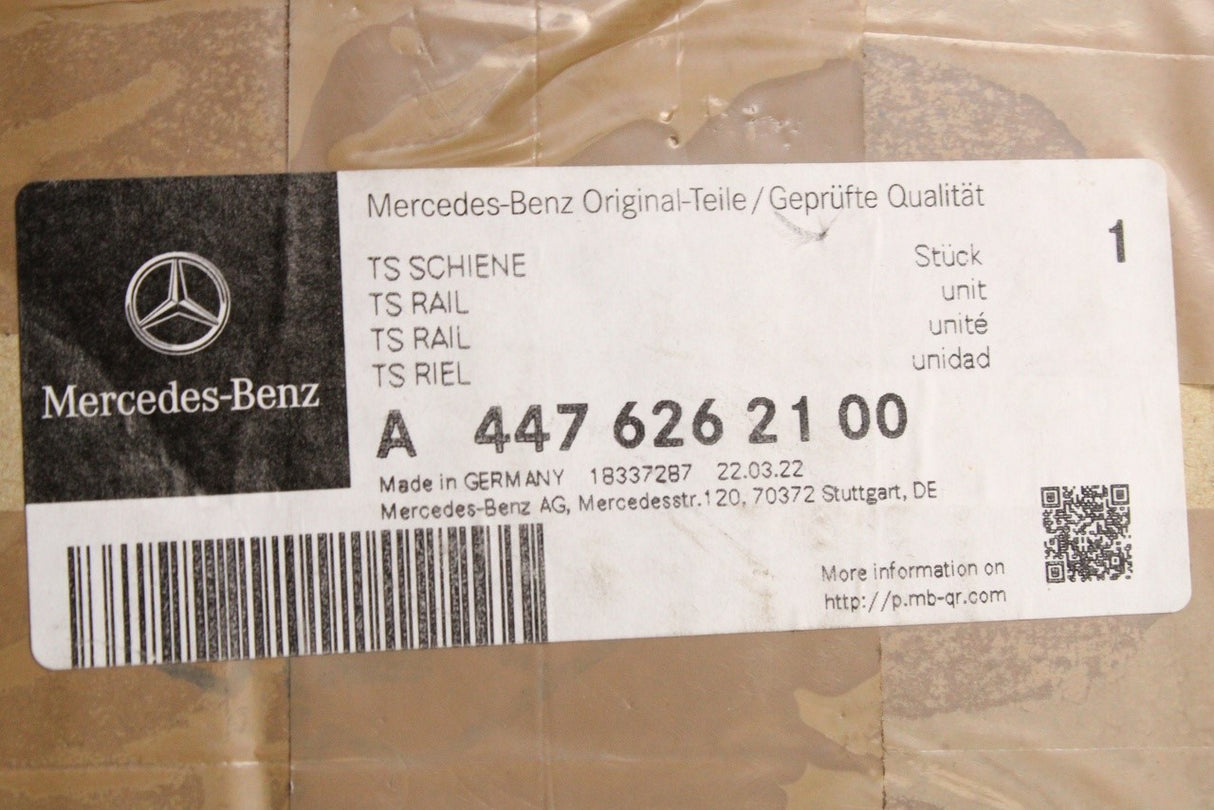 Mercedes-Benz
Mercedes-Benz Original-Teile/Geprüfte Qualität
TS SCHIENE Stück 1
TS RAIL unit
TS RAIL unité
TS RIEL unidad
A 447 626 21 00
Made in GERMANY 18337287 22.03.22
Mercedes-Benz AG, Mercedesstr.120, 70372 Stuttgart, DE
More information on
http://p.mb-qr.com